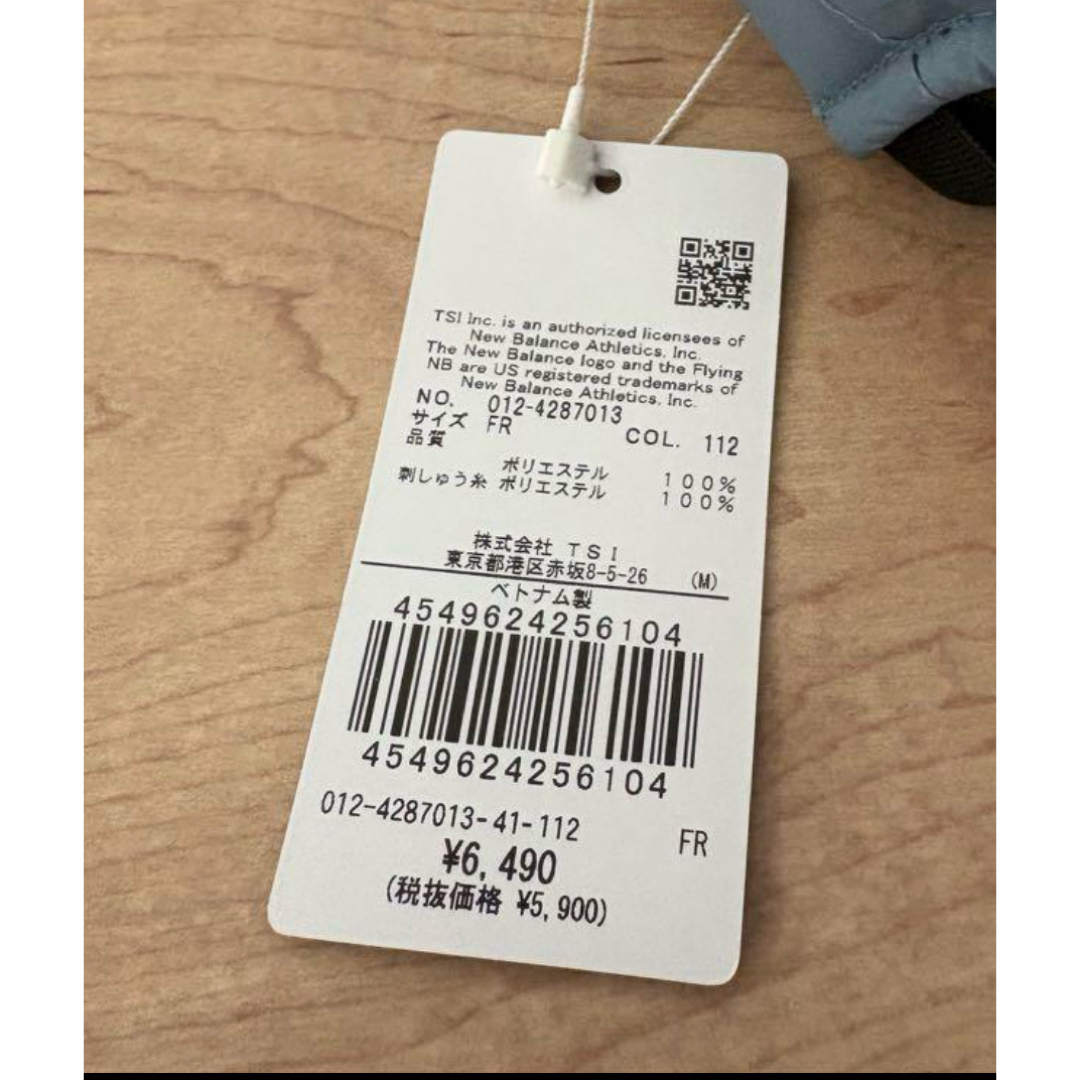 TSI Inc. is an authorized licensees of
New Balance Athletics, Inc.
The New Balance logo and the Flying
NB are US registered trademarks of
New Balance Athletics, Inc.
NO. 012-4287013
サイズ FR COL. 112
品質
ポリエステル 100%
刺しゅう糸 ポリエステル 100%
株式会社 TSI
東京都港区赤坂8-5-26 (M)
ベトナム製
4549624256104
4549624256104
012-4287013-41-112 FR
¥6,490
(税抜価格 ¥5,900)